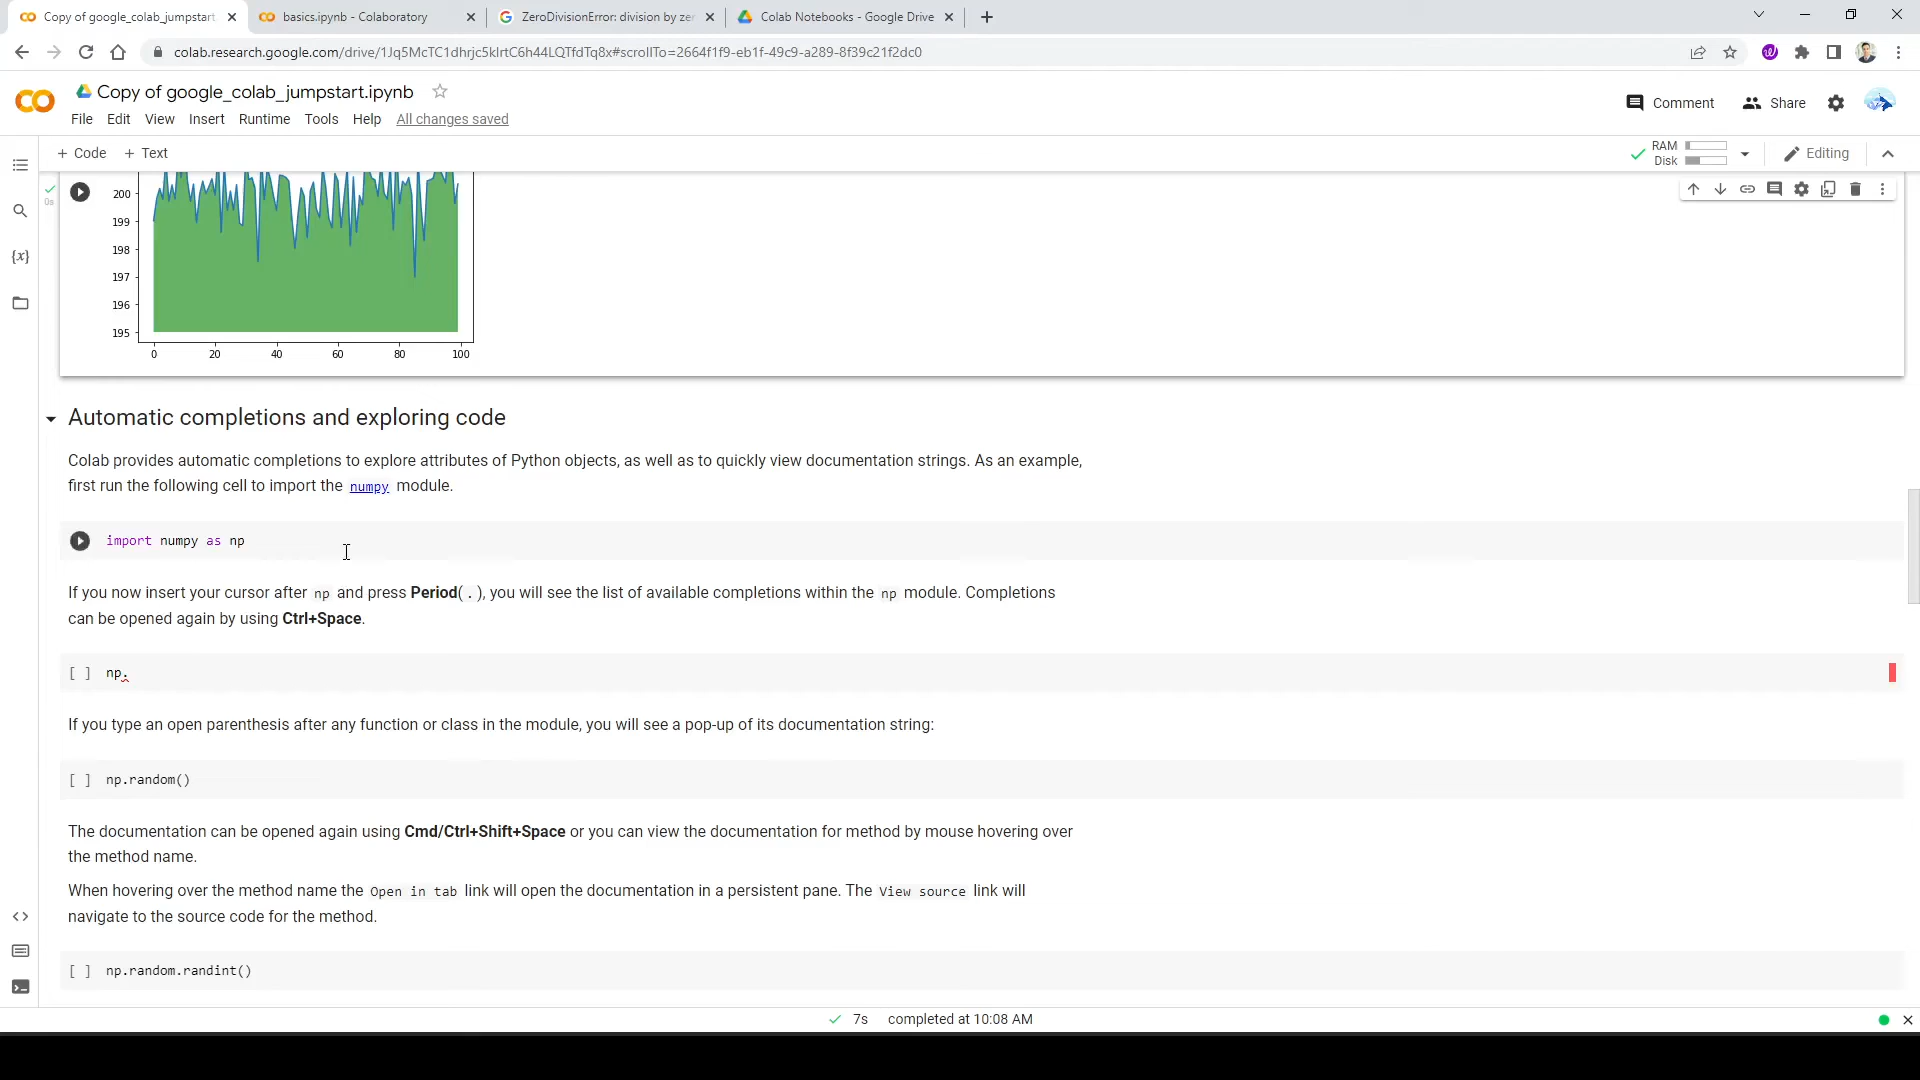 Copy of google_colab_jumpstart.
basics.ipynb - Colaboratory
ZeroDivisionError: division by zer
Colab Notebooks - Google Drive
colab.research.google.com/drive/1Jq5McTC1dhrjc5klrtC6h44LQTfdTq8x#scrollTo=2664f1f9-eb1f-49c9-a289-8f39c21f2dc0
Copy of google_colab_jumpstart.ipynb
Comment
Share
File Edit View Insert Runtime Tools Help All changes saved
+ Code + Text
RAM
Disk
Editing
0s
200
199
198
197
196
195
0 20 40 60 80 100
Automatic completions and exploring code
Colab provides automatic completions to explore attributes of Python objects, as well as to quickly view documentation strings. As an example,
first run the following cell to import the numpy module.
import numpy as np
If you now insert your cursor after np and press Period(.), you will see the list of available completions within the np module. Completions
can be opened again by using Ctrl+Space.
[ ] np.
If you type an open parenthesis after any function or class in the module, you will see a pop-up of its documentation string:
[ ] np.random()
The documentation can be opened again using Cmd/Ctrl+Shift+Space or you can view the documentation for method by mouse hovering over
the method name.
When hovering over the method name the Open in tab link will open the documentation in a persistent pane. The View source link will
navigate to the source code for the method.
[ ] np.random.randint()
7s completed at 10:08 AM